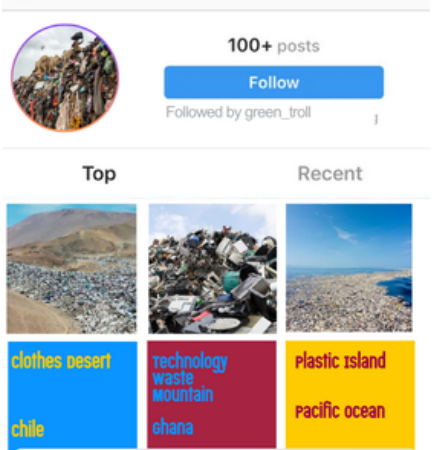 100+ posts
Follow
Followed by green_troll
Top
Recent
clothes Desert
chile
Technology
waste
Mountain
Ghana
Plastic Island
Pacific ocean